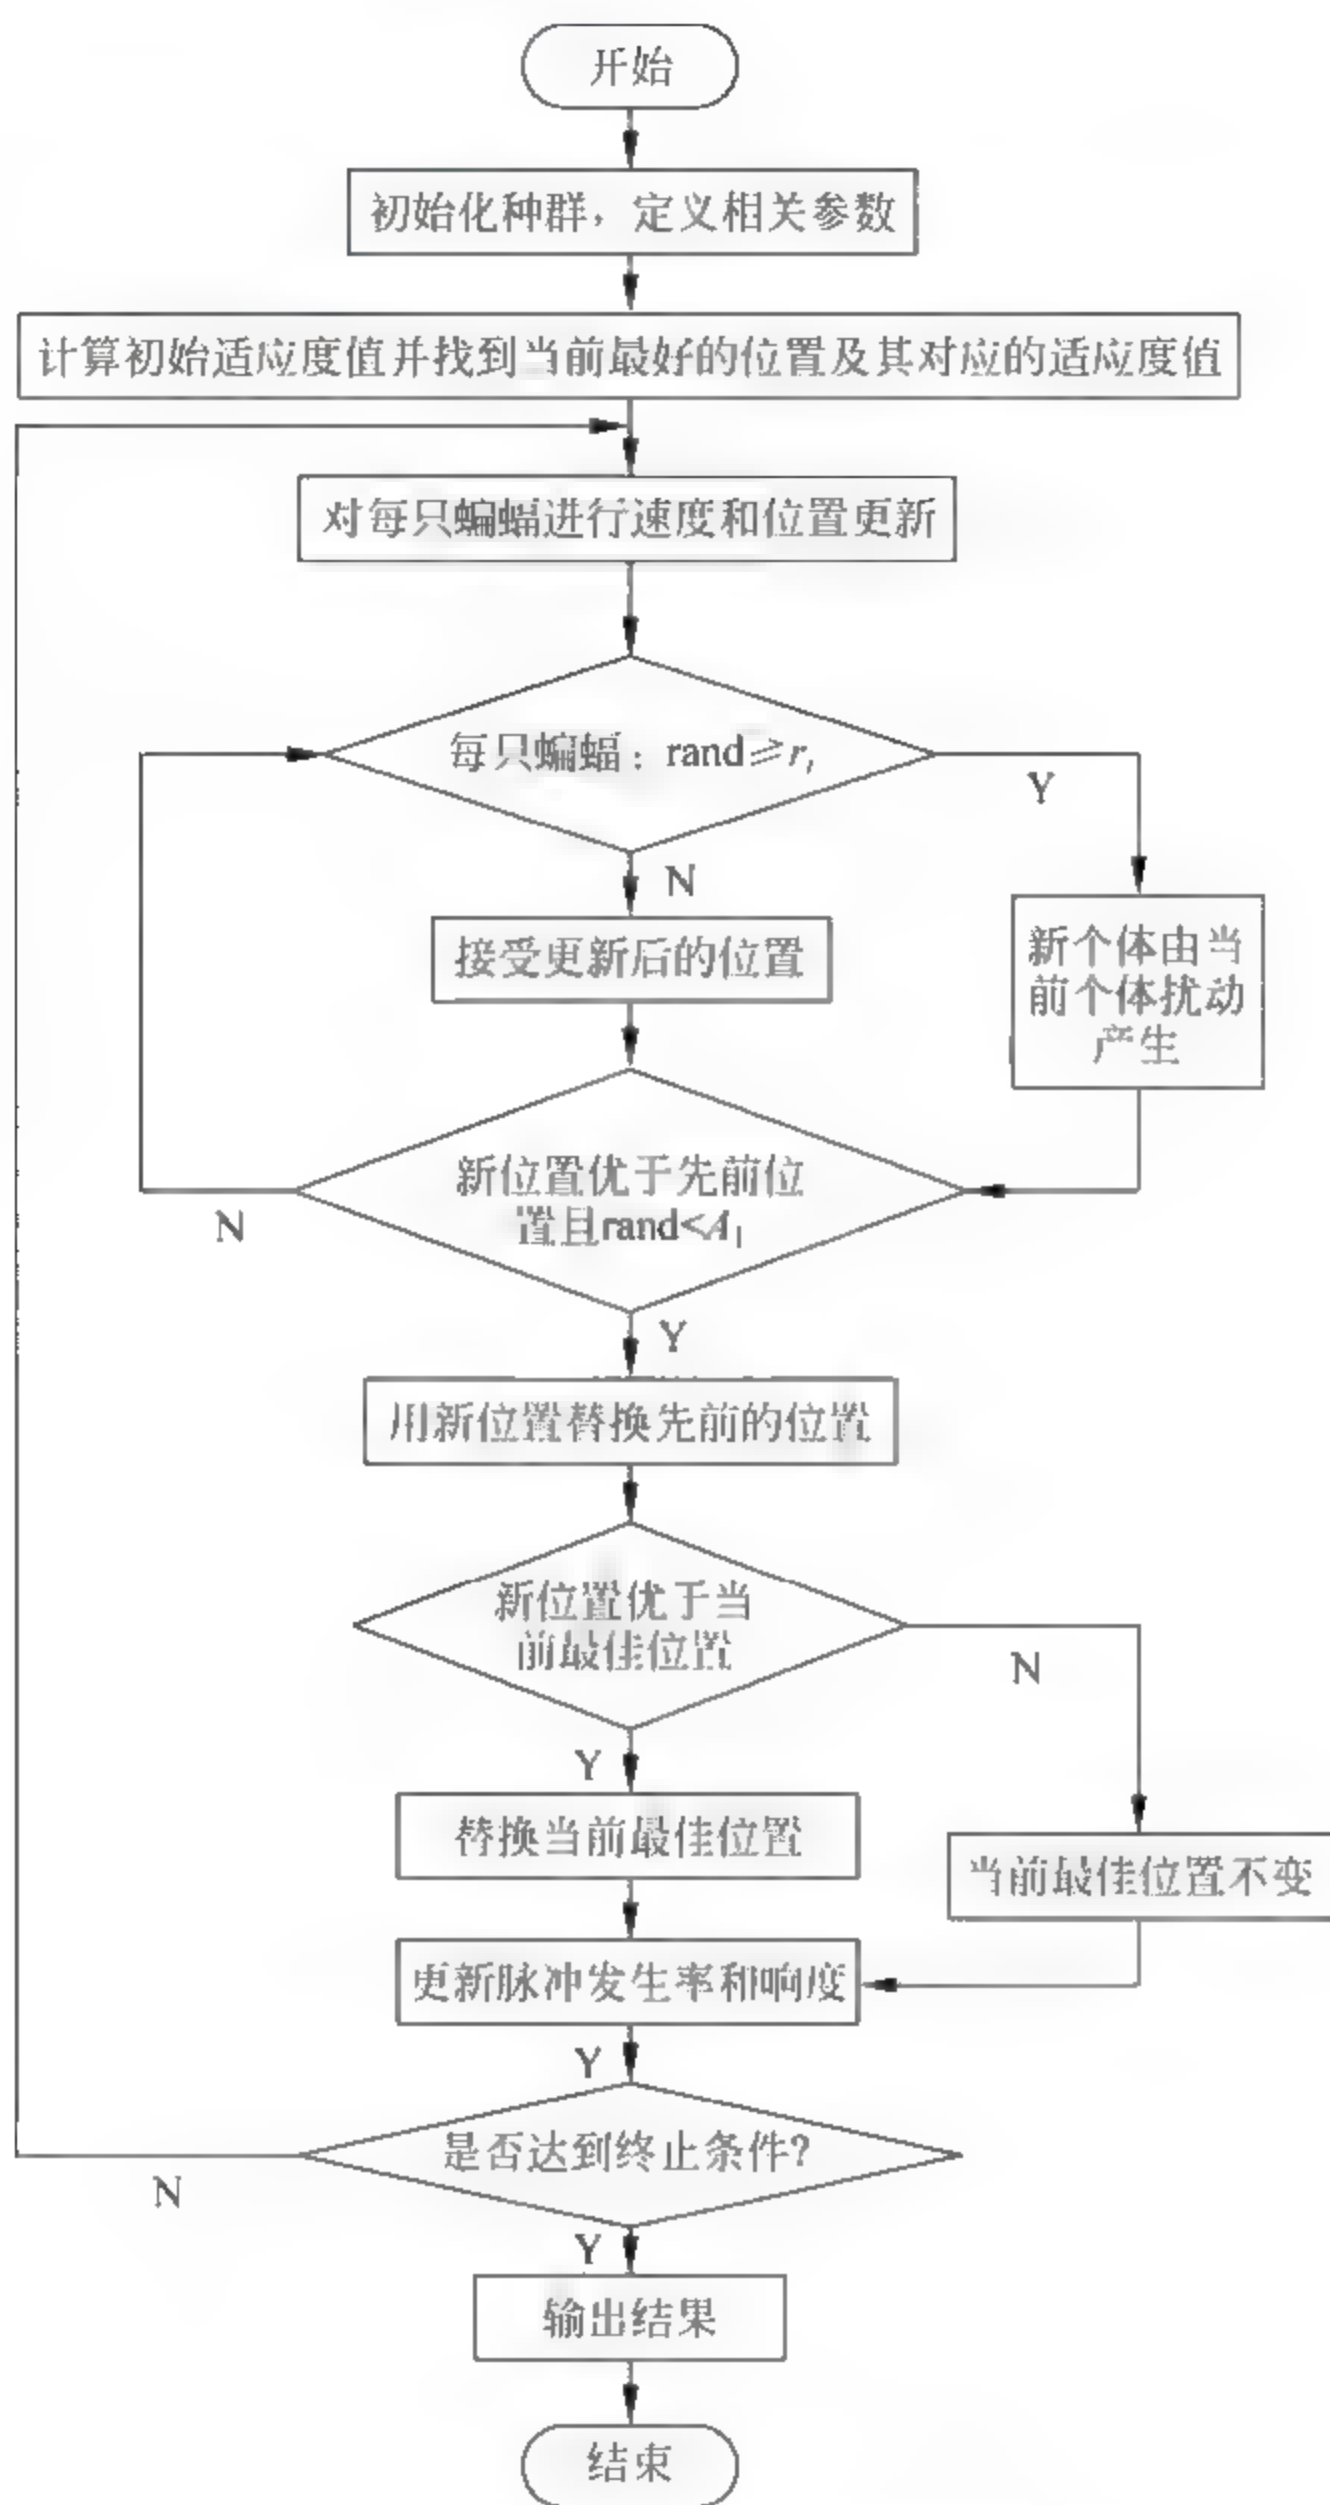 开始
初始化种群，定义相关参数
计算初始适应度值并找到当前最好的位置及其对应的适应度值
对每只蝙蝠进行速度和位置更新
每只蝙蝠：rand≥r_i
Y
N
接受更新后的位置
新个体由当
前个体扰动
产生
新位置优于先前位
置且rand<A_i
N
Y
用新位置替换先前的位置
新位置优于当
前最佳位置
N
Y
替换当前最佳位置
当前最佳位置不变
更新脉冲发生率和响度
Y
是否达到终止条件?
N
Y
输出结果
结束